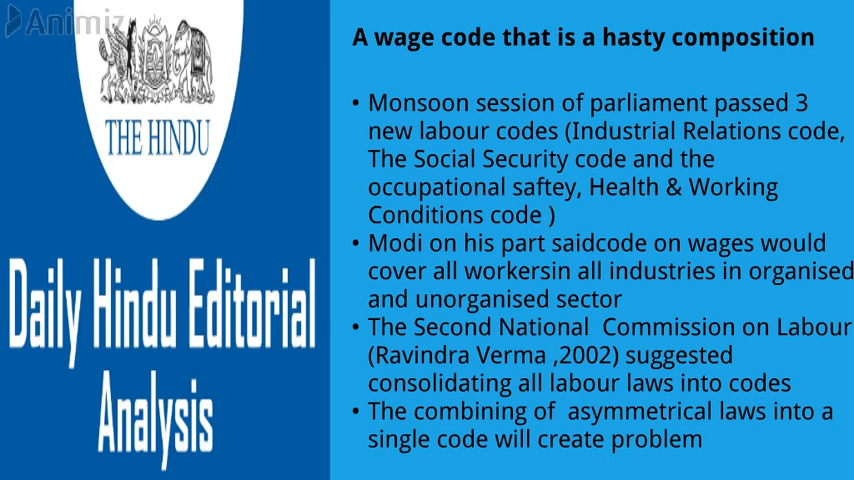 Animiz
THE HINDU
Daily Hindu Editorial
Analysis
A wage code that is a hasty composition
• Monsoon session of parliament passed 3
new labour codes (Industrial Relations code,
The Social Security code and the
occupational saftey, Health & Working
Conditions code )
• Modi on his part saidcode on wages would
cover all workersin all industries in organised
and unorganised sector
• The Second National Commission on Labour
(Ravindra Verma ,2002) suggested
consolidating all labour laws into codes
• The combining of asymmetrical laws into a
single code will create problem